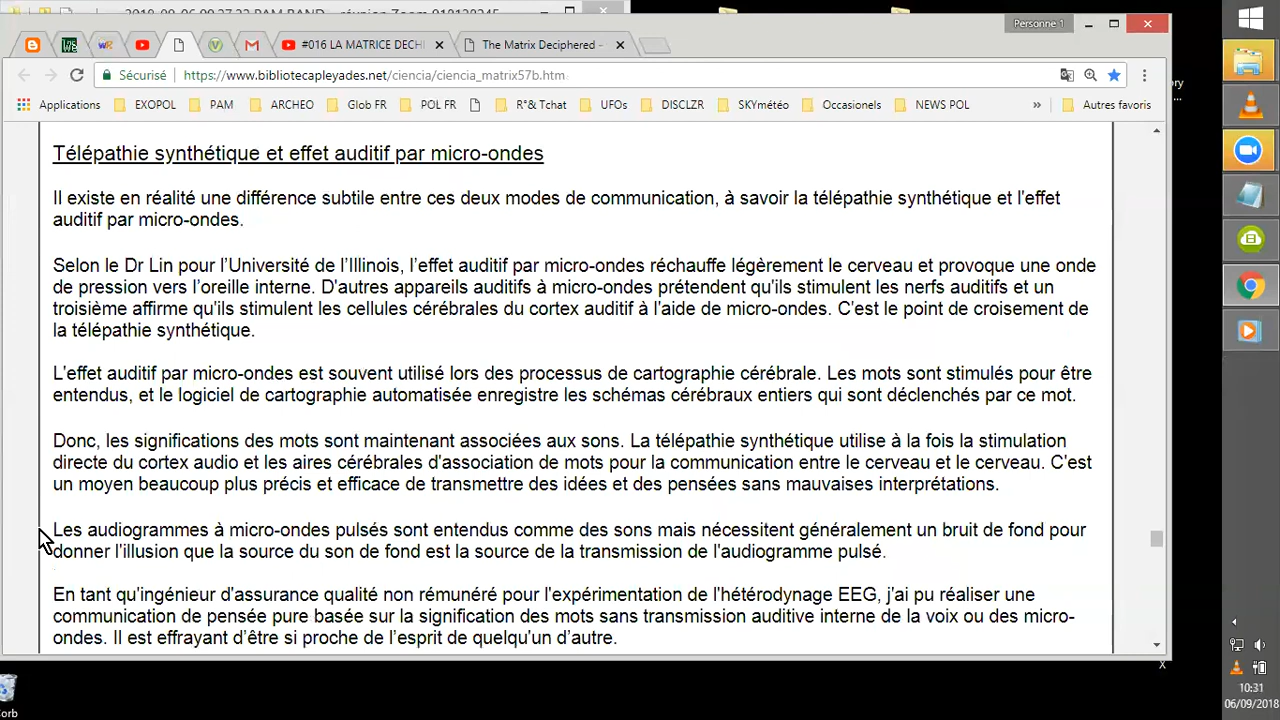 Personne 1
#016 LA MATRICE DECHI
The Matrix Deciphered -
Sécurisé
https://www.bibliotecapleyades.net/ciencia/ciencia_matrix57b.htm
Applications EXOPOL PAM ARCHEO Glob FR POL FR R°& Tchat UFOs DISCLZR SKYmétéo Occasionels NEWS POL » Autres favoris
Télépathie synthétique et effet auditif par micro-ondes
Il existe en réalité une différence subtile entre ces deux modes de communication, à savoir la télépathie synthétique et l'effet
auditif par micro-ondes.
Selon le Dr Lin pour l'Université de l'Illinois, l'effet auditif par micro-ondes réchauffe légèrement le cerveau et provoque une onde
de pression vers l'oreille interne. D'autres appareils auditifs à micro-ondes prétendent qu'ils stimulent les nerfs auditifs et un
troisième affirme qu'ils stimulent les cellules cérébrales du cortex auditif à l'aide de micro-ondes. C'est le point de croisement de
la télépathie synthétique.
L'effet auditif par micro-ondes est souvent utilisé lors des processus de cartographie cérébrale. Les mots sont stimulés pour être
entendus, et le logiciel de cartographie automatisée enregistre les schémas cérébraux entiers qui sont déclenchés par ce mot.
Donc, les significations des mots sont maintenant associées aux sons. La télépathie synthétique utilise à la fois la stimulation
directe du cortex audio et les aires cérébrales d'association de mots pour la communication entre le cerveau et le cerveau. C'est
un moyen beaucoup plus précis et efficace de transmettre des idées et des pensées sans mauvaises interprétations.
Les audiogrammes à micro-ondes pulsés sont entendus comme des sons mais nécessitent généralement un bruit de fond pour
donner l'illusion que la source du son de fond est la source de la transmission de l'audiogramme pulsé.
En tant qu'ingénieur d'assurance qualité non rémunéré pour l'expérimentation de l'hétérodynage EEG, j'ai pu réaliser une
communication de pensée pure basée sur la signification des mots sans transmission auditive interne de la voix ou des micro-
ondes. Il est effrayant d'être si proche de l'esprit de quelqu'un d'autre.
10:31
06/09/2018